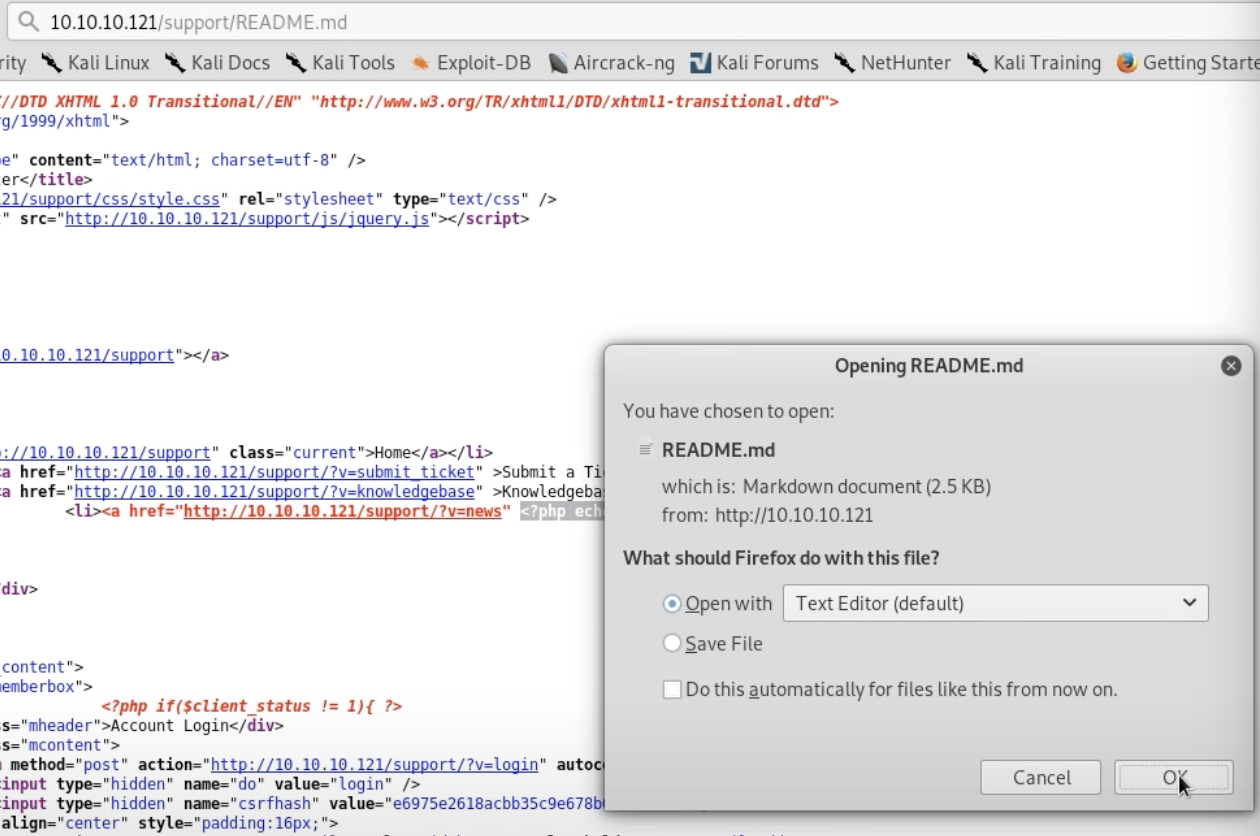 10.10.10.121/support/README.md
rity Kali Linux Kali Docs Kali Tools Exploit-DB Aircrack-ng Kali Forums NetHunter Kali Training Getting Starte
//DTD XHTML 1.0 Transitional//EN" "http://www.w3.org/TR/xhtml1/DTD/xhtml1-transitional.dtd">
rg/1999/xhtml">
pe" content="text/html; charset=utf-8" />
er</title>
21/support/css/style.css" rel="stylesheet" type="text/css" />
" src="http://10.10.10.121/support/js/jquery.js"></script>
0.10.10.121/support"></a>
://10.10.10.121/support" class="current">Home</a></li>
a href="http://10.10.10.121/support/?v=submit_ticket" >Submit a Ti
a href="http://10.10.10.121/support/?v=knowledgebase" >Knowledgeba
<li><a href="http://10.10.10.121/support/?v=news" <?php ech
/div>
content">
memberbox">
<?php if($client_status != 1){ ?>
ss="mheader">Account Login</div>
ss="mcontent">
method="post" action="http://10.10.10.121/support/?v=login" autoc
<input type="hidden" name="do" value="login" />
<input type="hidden" name="csrfhash" value="e6975e2618acbb35c9e678b
align="center" style="padding:16px;">
Opening README.md
You have chosen to open:
README.md
which is: Markdown document (2.5 KB)
from: http://10.10.10.121
What should Firefox do with this file?
Open with Text Editor (default)
Save File
Do this automatically for files like this from now on.
Cancel OK